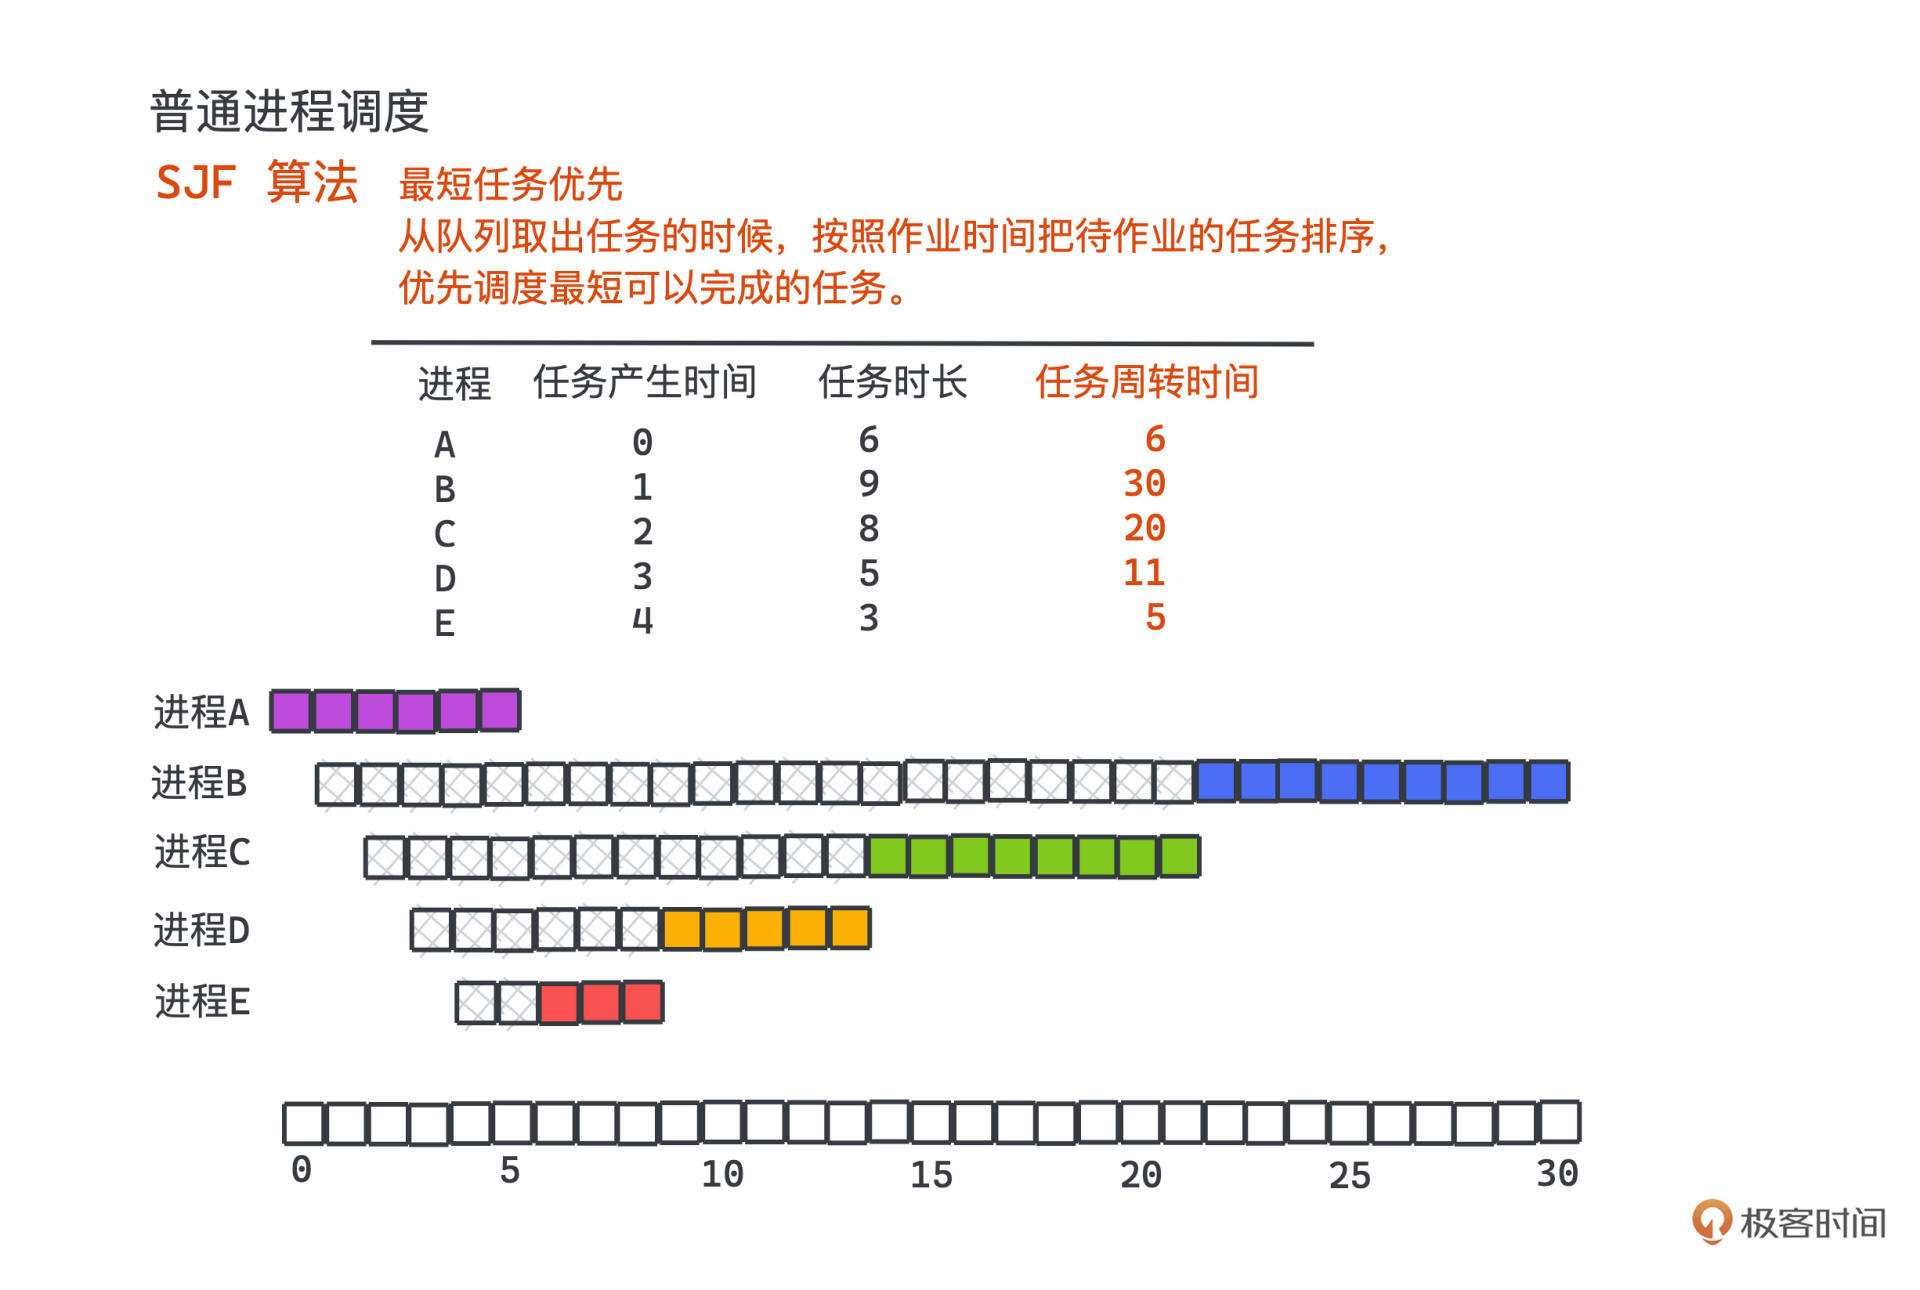 普通进程调度
SJF 算法 最短任务优先
从队列取出任务的时候，按照作业时间把待作业的任务排序，
优先调度最短可以完成的任务。
进程 任务产生时间 任务时长 任务周转时间
A 0 6 6
B 1 9 30
C 2 8 20
D 3 5 11
E 4 3 5
进程A
进程B
进程C
进程D
进程E
0 5 10 15 20 25 30
极客时间